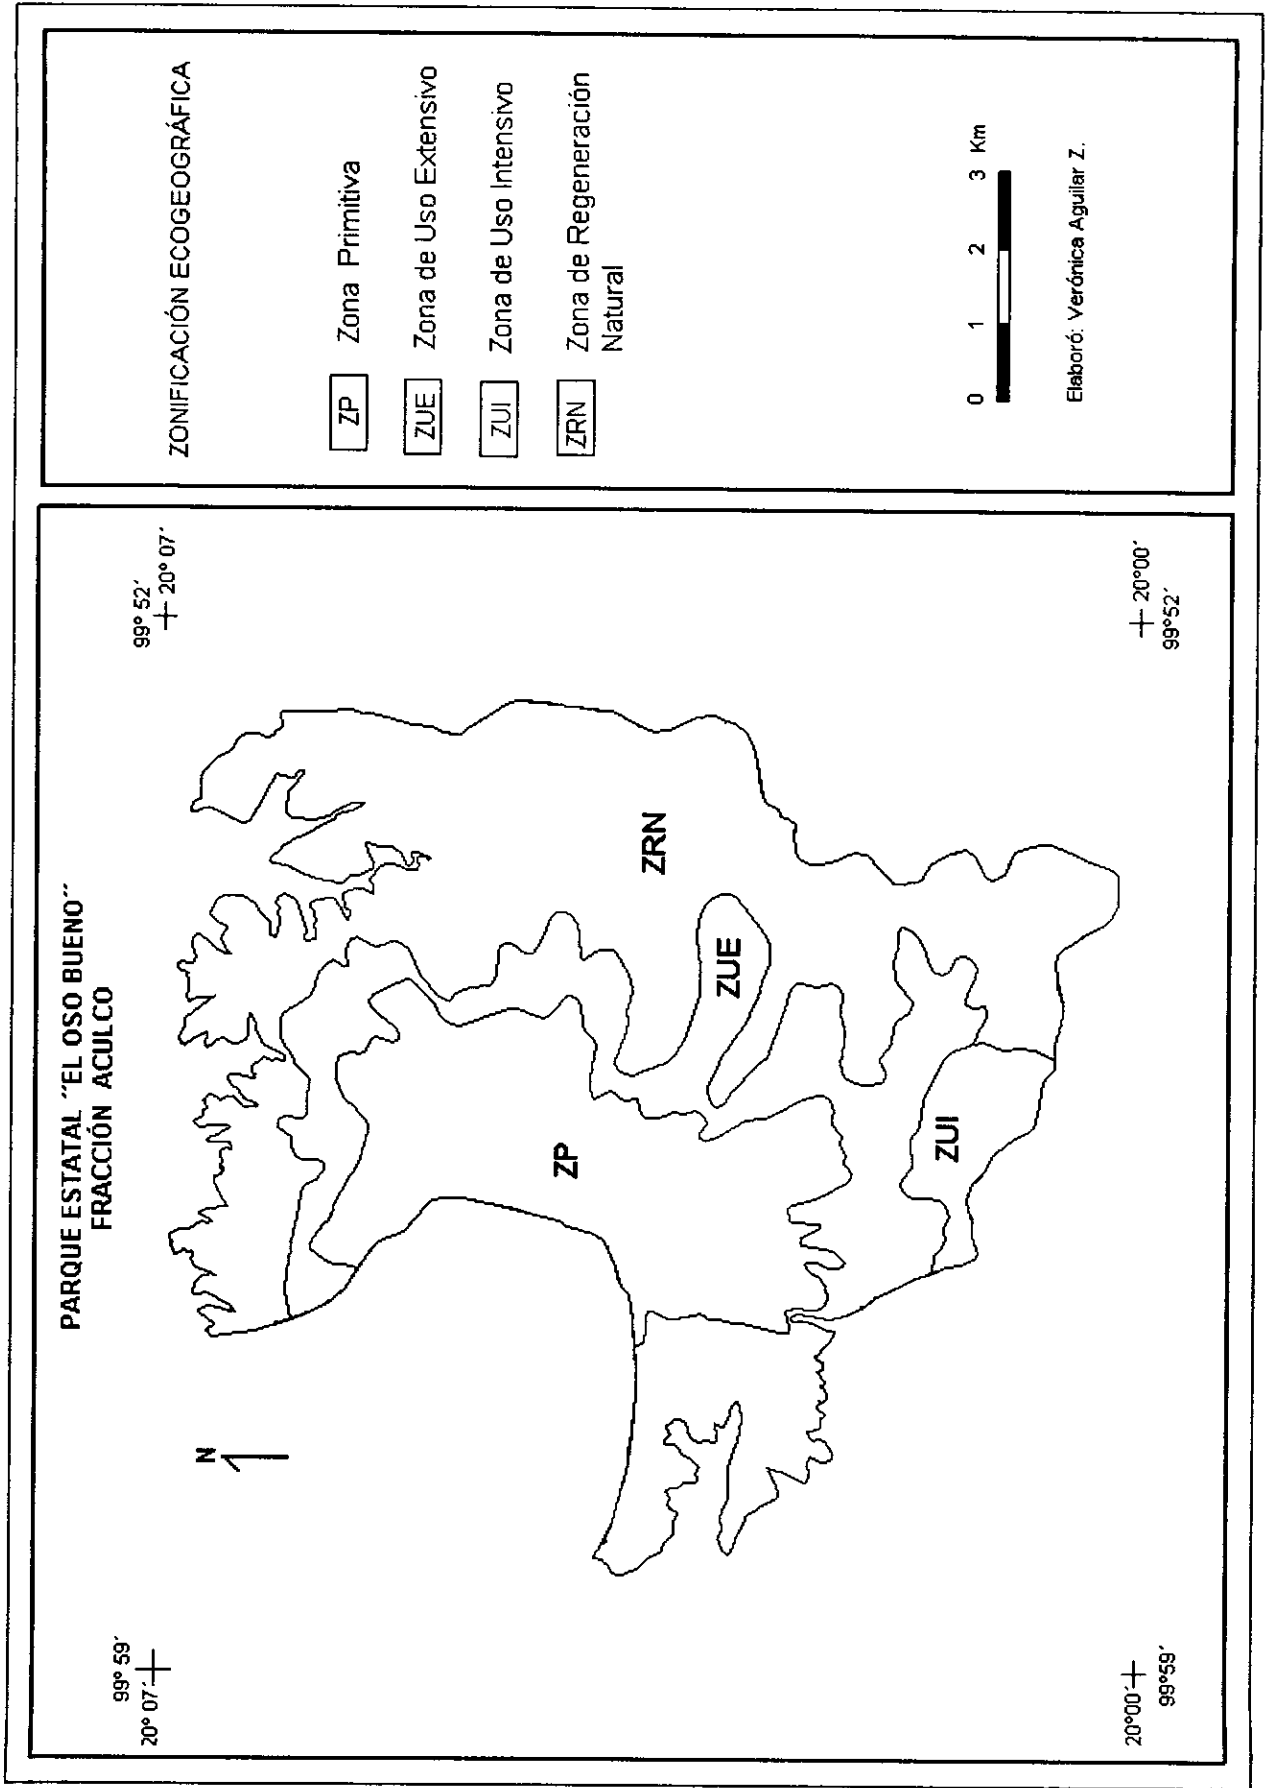 PARQUE ESTATAL "EL OSO BUENO"
FRACCIÓN ACULCO
99° 59´
20° 07´
99° 52´
20° 07´
N
ZP
ZRN
ZUE
ZUI
20°00´
99°59´
20°00´
99°52´
ZONIFICACIÓN ECOGEOGRÁFICA
ZP Zona Primitiva
ZUE Zona de Uso Extensivo
ZUI Zona de Uso Intensivo
ZRN Zona de Regeneración
Natural
0 1 2 3 Km
Elaboró: Verónica Aguilar Z.